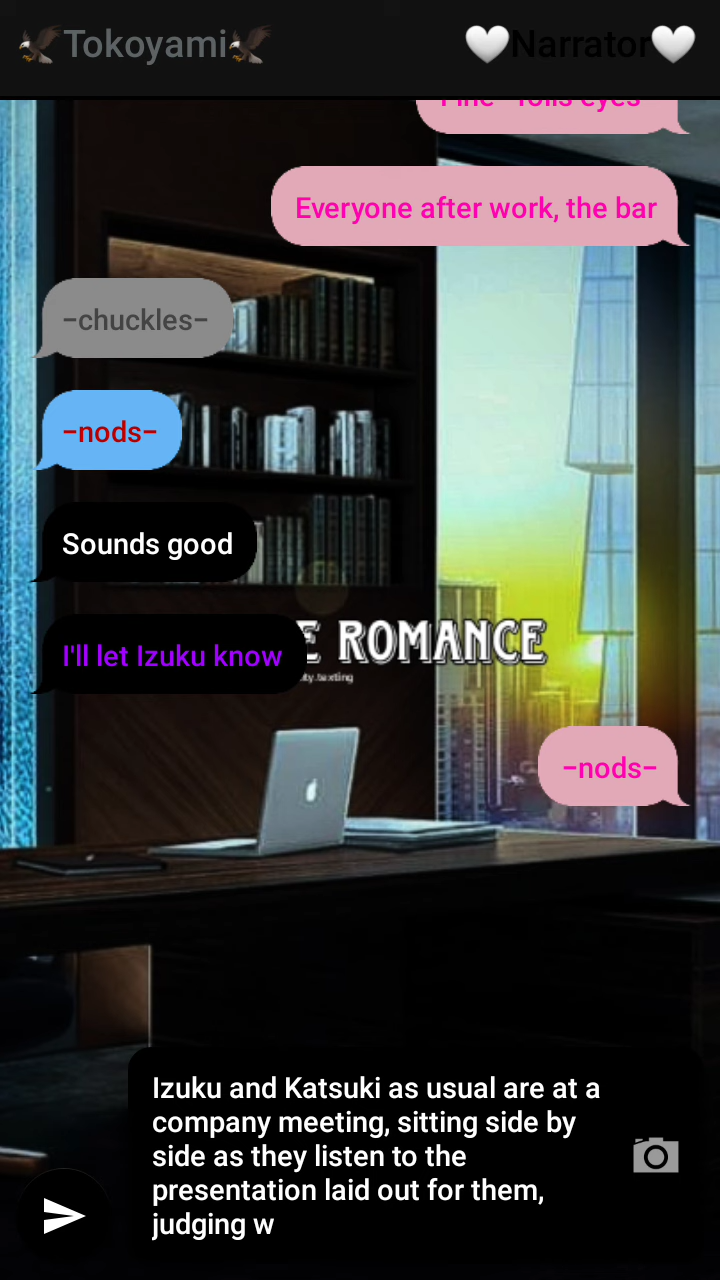 Tokoyami
Narrator
Everyone after work, the bar
–chuckles–
–nods–
Sounds good
I'll let Izuku know
E ROMANCE
–nods–
Izuku and Katsuki as usual are at a
company meeting, sitting side by
side as they listen to the
presentation laid out for them,
judging w